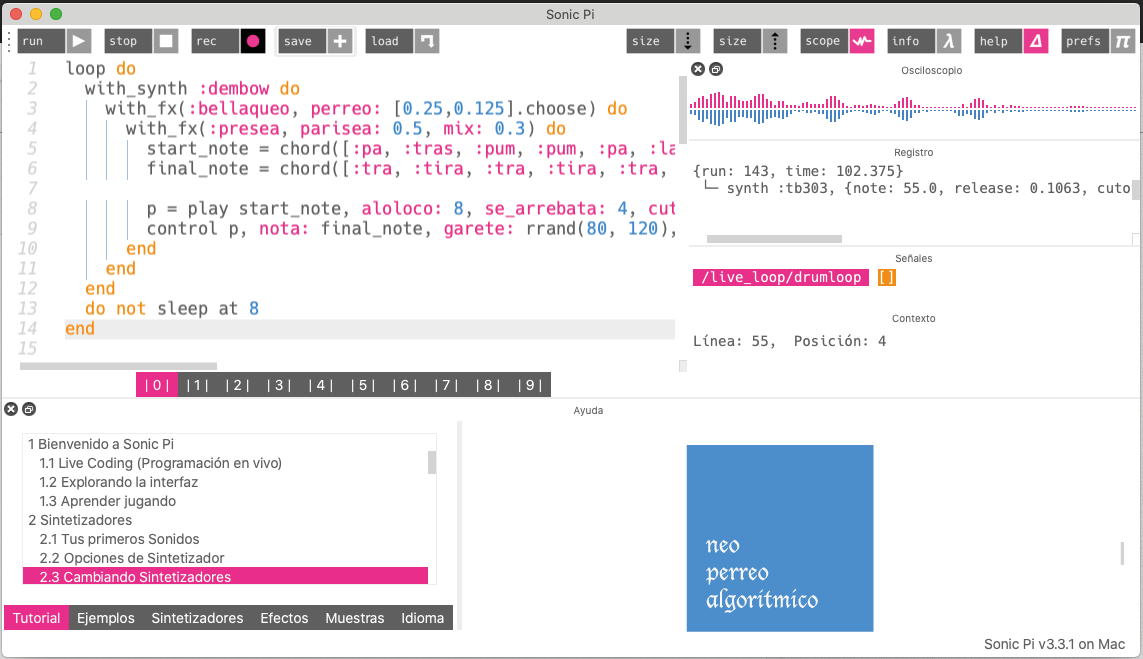 Sonic Pi
run stop rec save + load size size scope info λ help prefs π
1 loop do
2 with_synth :dembow do
3 with_fx(:bellaqueo, perreo: [0.25,0.125].choose) do
4 with_fx(:presea, parisea: 0.5, mix: 0.3) do
5 start_note = chord([:pa, :tras, :pum, :pum, :pa, :la
6 final_note = chord([:tra, :tira, :tra, :tira, :tra,
7
8 p = play start_note, aloloco: 8, se_arrebata: 4, cut
9 control p, nota: final_note, garete: rrand(80, 120),
10 end
11 end
12 end
13 do not sleep at 8
14 end
15
|0| |1| |2| |3| |4| |5| |6| |7| |8| |9|
Osciloscopio
Registro
{run: 143, time: 102.375}
└─ synth :tb303, {note: 55.0, release: 0.1063, cuto
Señales
/live_loop/drumloop []
Contexto
Línea: 55, Posición: 4
Ayuda
1 Bienvenido a Sonic Pi
1.1 Live Coding (Programación en vivo)
1.2 Explorando la interfaz
1.3 Aprender jugando
2 Sintetizadores
2.1 Tus primeros Sonidos
2.2 Opciones de Sintetizador
2.3 Cambiando Sintetizadores
Tutorial Ejemplos Sintetizadores Efectos Muestras Idioma
neo
perreo
algorítmico
Sonic Pi v3.3.1 on Mac